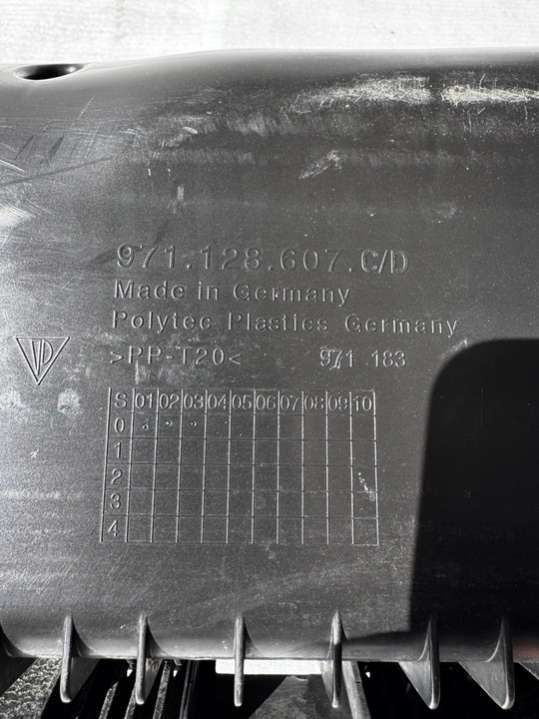 971.128.607.C/D
Made in Germany
Polytec Plastics Germany
>PP-T20< 971 183
S 01 02 03 04 05 06 07 08 09 10
0
1
2
3
4